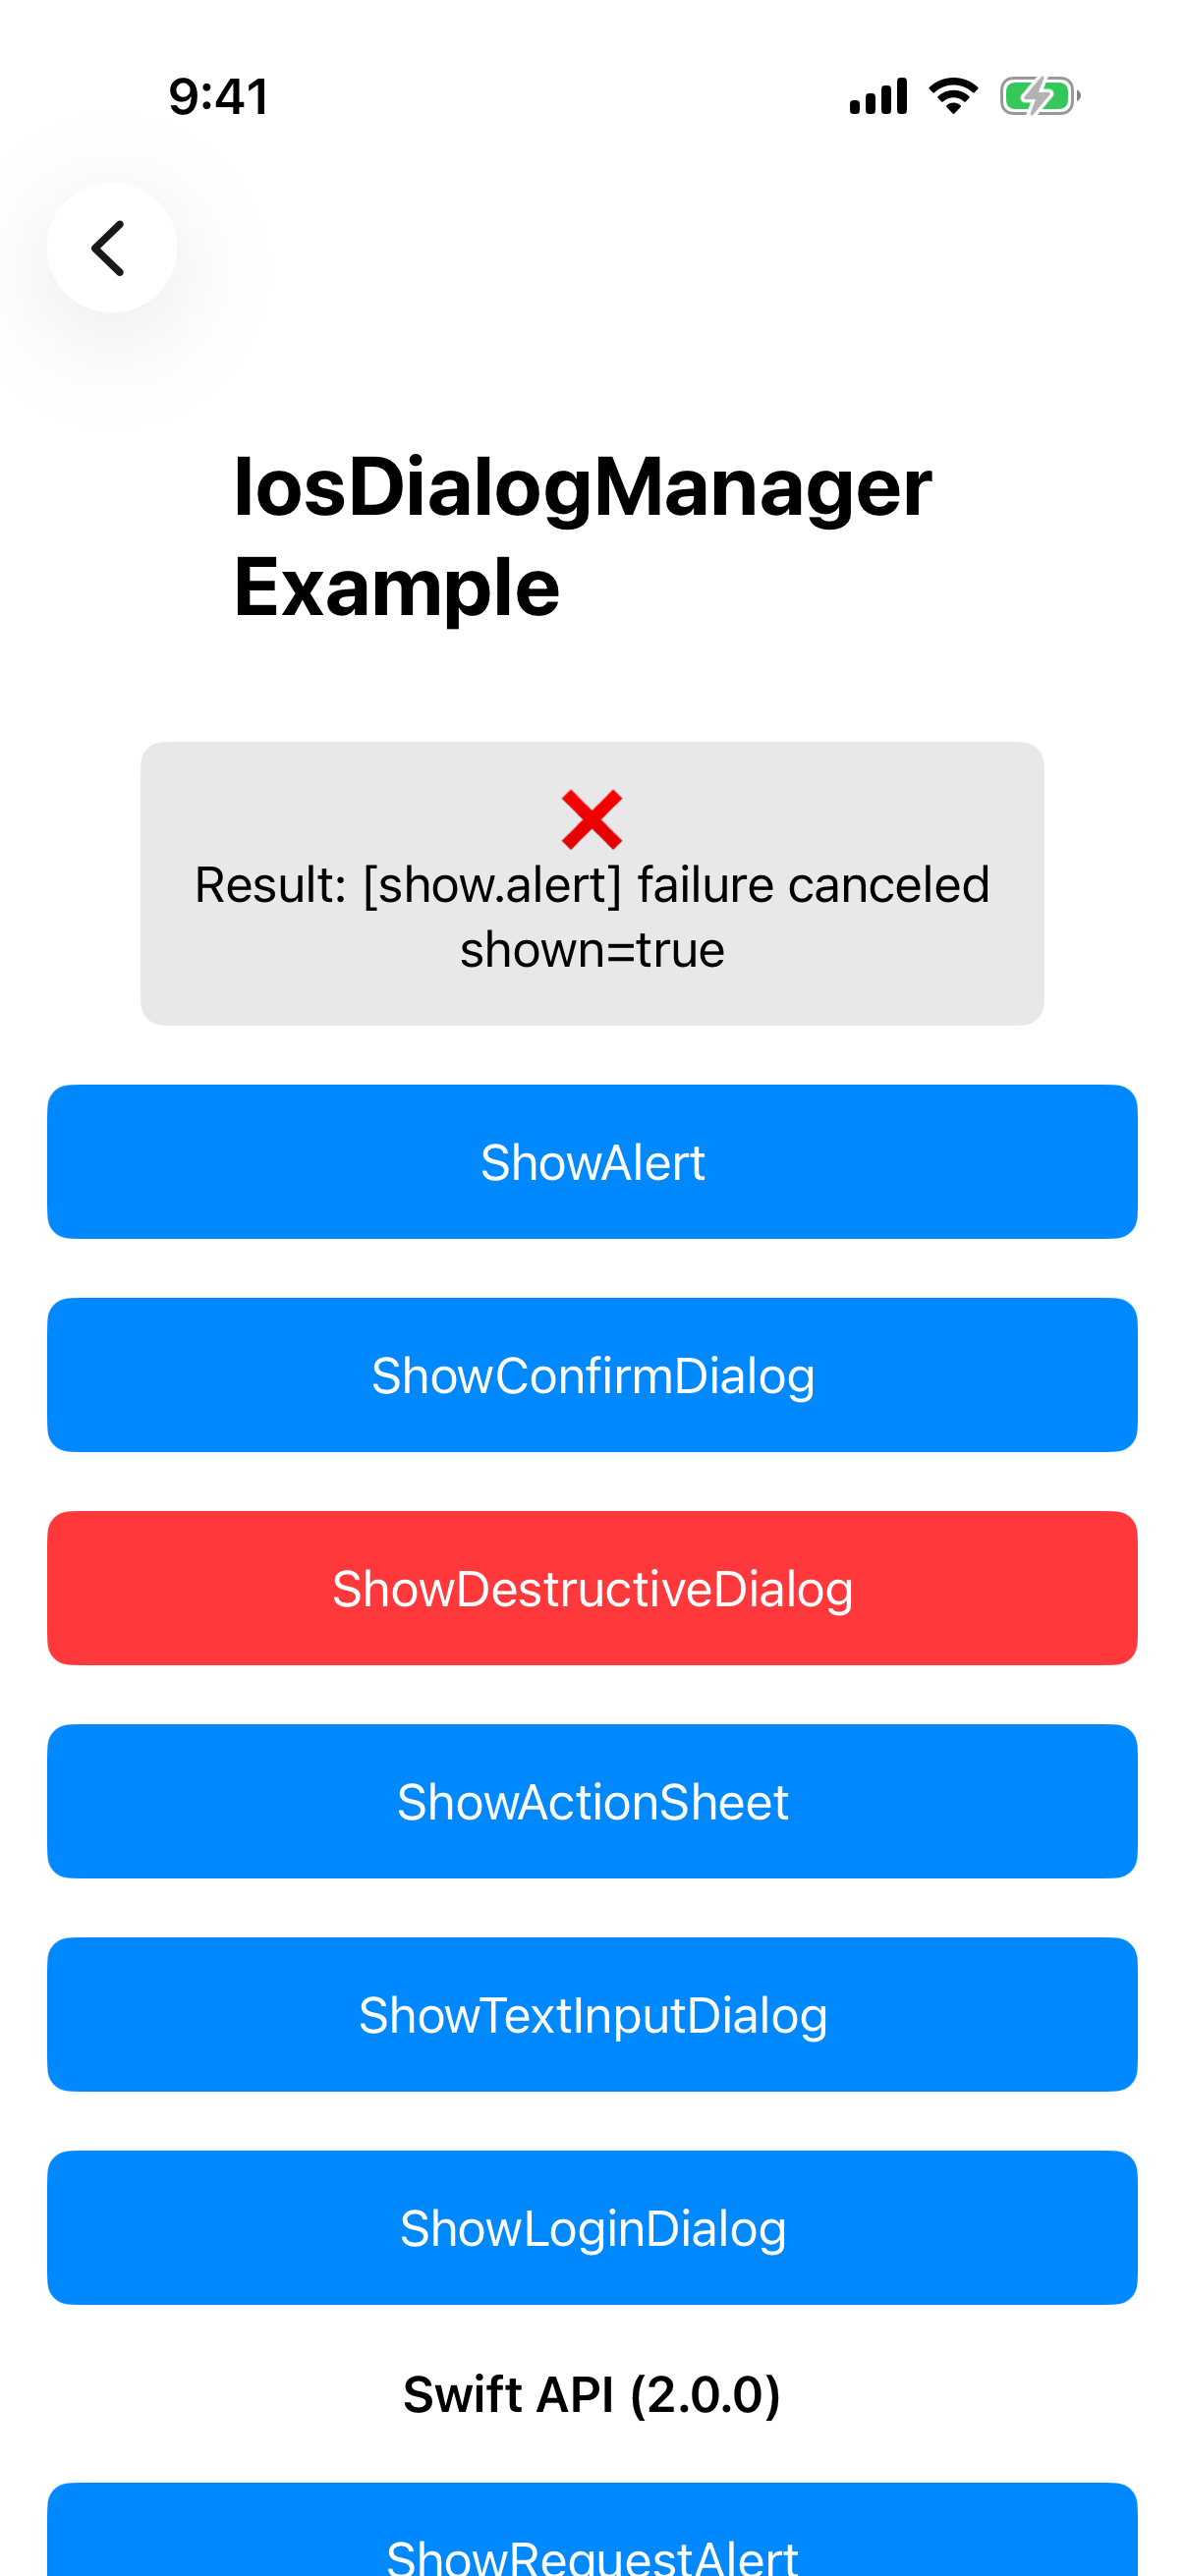 9:41
IosDialogManager
Example
Result: [show.alert] failure canceled
shown=true
ShowAlert
ShowConfirmDialog
ShowDestructiveDialog
ShowActionSheet
ShowTextInputDialog
ShowLoginDialog
Swift API (2.0.0)
ShowRequestAlert